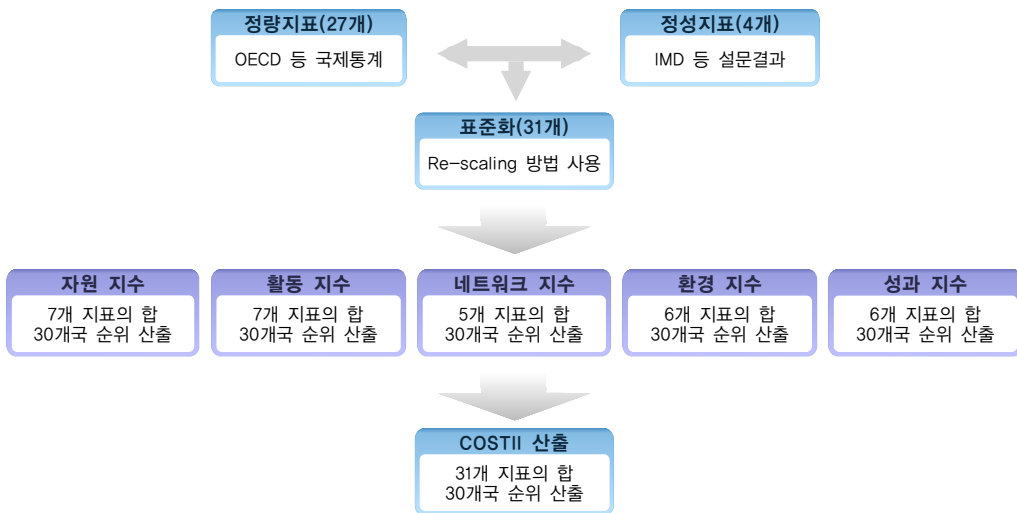 정량지표(27개)
OECD 등 국제통계
정성지표(4개)
IMD 등 설문결과
표준화(31개)
Re-scaling 방법 사용
자원 지수
7개 지표의 합
30개국 순위 산출
활동 지수
7개 지표의 합
30개국 순위 산출
네트워크 지수
5개 지표의 합
30개국 순위 산출
환경 지수
6개 지표의 합
30개국 순위 산출
성과 지수
6개 지표의 합
30개국 순위 산출
COSTII 산출
31개 지표의 합
30개국 순위 산출